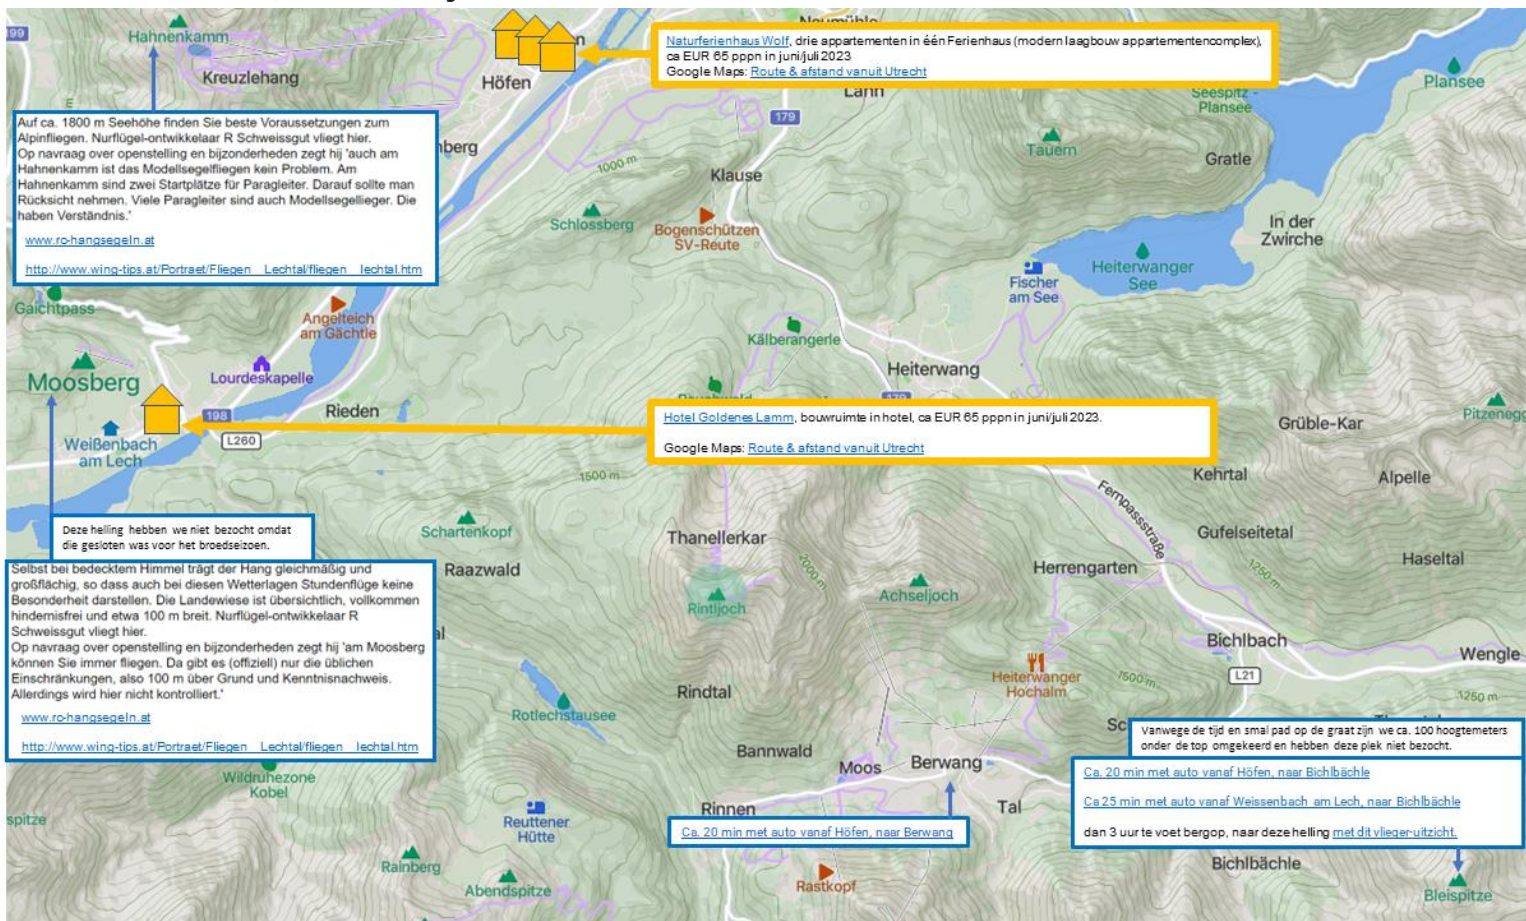 199
Hahnenkamm
Kreuzlehang
Höfen
Neumühle
Naturferienhaus Wolf, drie appartementen in één Ferienhaus (modern laagbouw appartementencomplex),
ca EUR 65 pppn in juni/juli 2023
Google Maps: Route & afstand vanuit Utrecht
Lähn
179
Seespitz -
Plansee
Plansee
Auf ca. 1800 m Seehöhe finden Sie beste Voraussetzungen zum
Alpinfliegen. Nurflügel-ontwikkelaar R Schweissgut vliegt hier.
Op navraag over openstelling en bijzonderheden zegt hij 'auch am
Hahnenkamm ist das Modellsegelfliegen kein Problem. Am
Hahnenkamm sind zwei Startplätze für Paragleiter. Darauf sollte man
Rücksicht nehmen. Viele Paragleiter sind auch Modellsegellieger. Die
haben Verständnis.'
www.rc-hangsegeln.at
http://www.wing-tips.at/Portraet/Fliegen_Lechtal/fliegen_lechtal.htm
nberg
1000 m
Klause
Tauern
Gratle
Schlossberg
Bogenschützen
SV-Reute
In der
Zwirche
Heiterwanger
See
Fischer
am See
Gaichtpass
Angelteich
am Gächtle
Kälberangerle
Heiterwang
Moosberg
Lourdeskapelle
198
Rieden
L260
Weißenbach
am Lech
Hotel Goldenes Lamm, bouwruimte in hotel, ca EUR 65 pppn in juni/juli 2023.
Google Maps: Route & afstand vanuit Utrecht
179
Grüble-Kar
Pitzenegg
1500 m
Kehrtal
Alpelle
Fernpassstraße
Deze helling hebben we niet bezocht omdat
die gesloten was voor het broedseizoen.
Schartenkopf
Thanellerkar
2000 m
Gufelseitetal
1250 m
Haseltal
Selbst bei bedecktem Himmel trägt der Hang gleichmäßig und
großflächig, so dass auch bei diesen Wetterlagen Stundenflüge keine
Besonderheit darstellen. Die Landewiese ist übersichtlich, vollkommen
hindernisfrei und etwa 100 m breit. Nurflügel-ontwikkelaar R
Schweissgut vliegt hier.
Op navraag over openstelling en bijzonderheden zegt hij 'am Moosberg
können Sie immer fliegen. Da gibt es (offiziell) nur die üblichen
Einschränkungen, also 100 m über Grund und Kenntnisnachweis.
Allerdings wird hier nicht kontrolliert.'
www.rc-hangsegeln.at
http://www.wing-tips.at/Portraet/Fliegen_Lechtal/fliegen_lechtal.htm
Raazwald
Rintljoch
Achseljoch
Herrengarten
Bichlbach
Wengle
L21
Heiterwanger
Hochalm
1500 m
1250 m
Rindtal
Rotlechstausee
Vanwege de tijd en smal pad op de graat zijn we ca. 100 hoogtemeters
onder de top omgekeerd en hebben deze plek niet bezocht.
Bannwald
Moos
Berwang
Ca. 20 min met auto vanaf Höfen, naar Bichlbächle
Ca 25 min met auto vanaf Weissenbach am Lech, naar Bichlbächle
dan 3 uur te voet bergop, naar deze helling met dit vlieger-uitzicht.
Wildruhezone
Kobel
Rinnen
Tal
spitze
Reuttener
Hütte
Ca. 20 min met auto vanaf Höfen, naar Berwang
Rainberg
Abendspitze
Rastkopf
Bichlbächle
Bleispitze